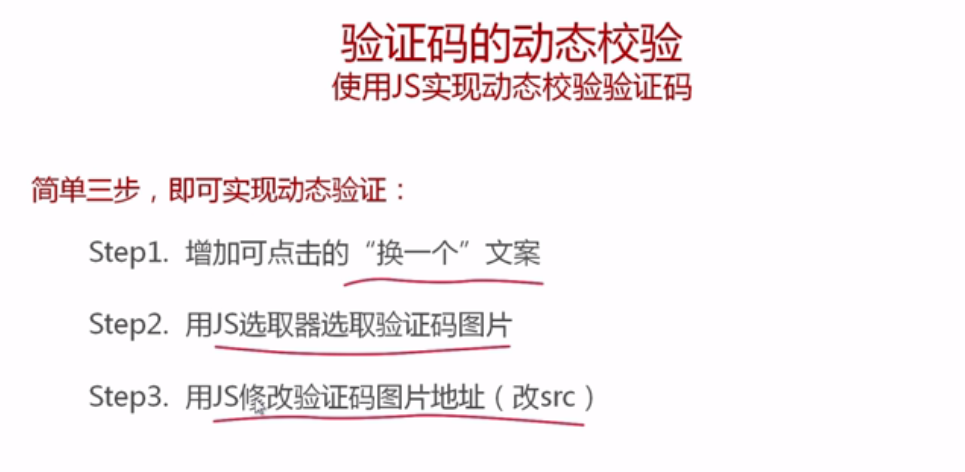 验证码的动态校验
使用JS实现动态校验验证码
简单三步，即可实现动态验证：
Step1. 增加可点击的“换一个”文案
Step2. 用JS选取器选取验证码图片
Step3. 用JS修改验证码图片地址（改src）